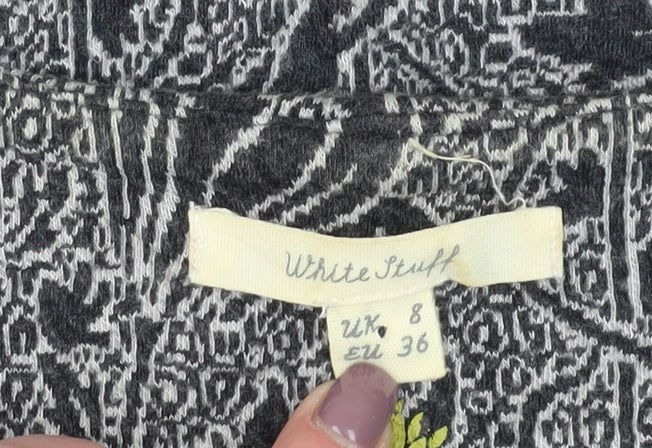 White Stuff
UK. 8
EU 36